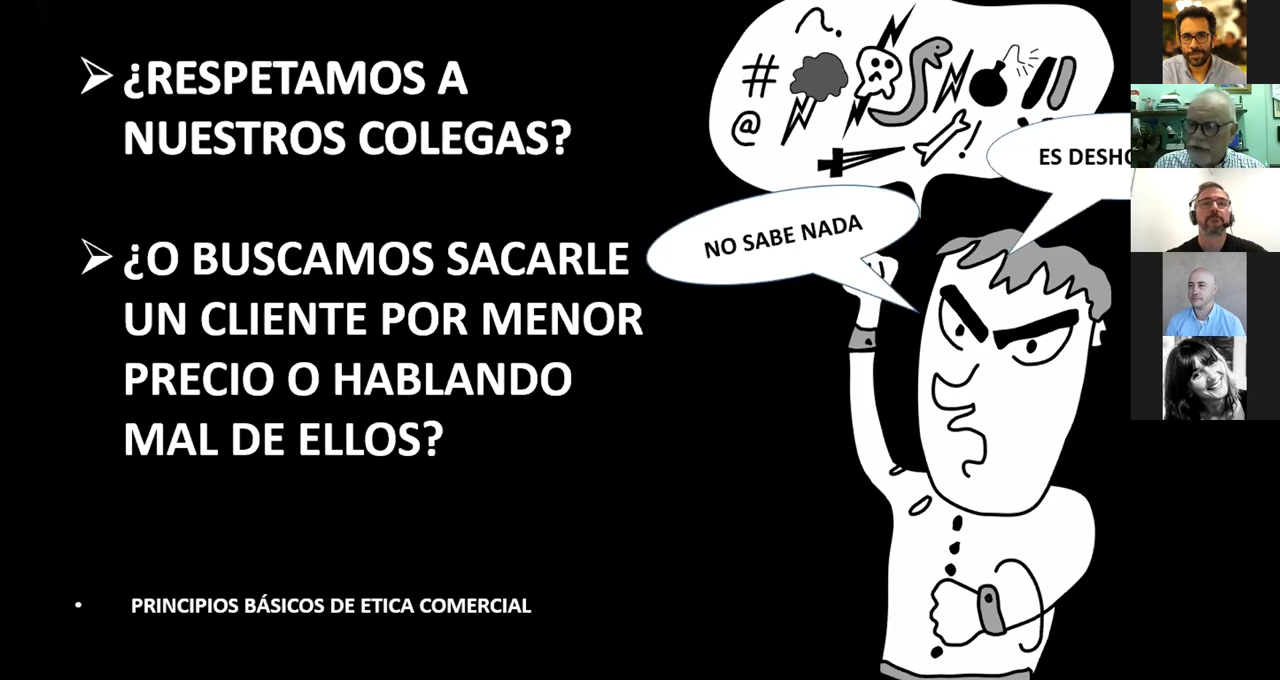 ¿RESPETAMOS A
NUESTROS COLEGAS?
¿O BUSCAMOS SACARLE
UN CLIENTE POR MENOR
PRECIO O HABLANDO
MAL DE ELLOS?
PRINCIPIOS BÁSICOS DE ETICA COMERCIAL
# 
@
ES
NO SABE NADA